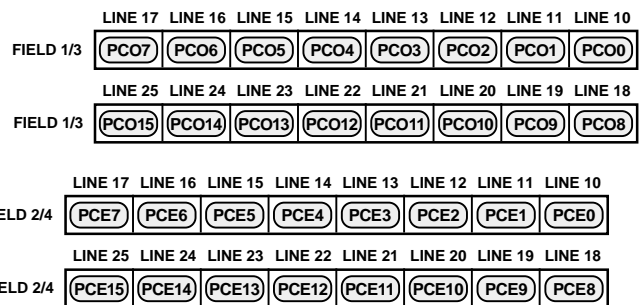 LINE 17 LINE 16 LINE 15 LINE 14 LINE 13 LINE 12 LINE 11 LINE 10
FIELD 1/3 PCO7 PCO6 PCO5 PCO4 PCO3 PCO2 PCO1 PCO0
LINE 25 LINE 24 LINE 23 LINE 22 LINE 21 LINE 20 LINE 19 LINE 18
FIELD 1/3 PCO15 PCO14 PCO13 PCO12 PCO11 PCO10 PCO9 PCO8
LINE 17 LINE 16 LINE 15 LINE 14 LINE 13 LINE 12 LINE 11 LINE 10
ELD 2/4 PCE7 PCE6 PCE5 PCE4 PCE3 PCE2 PCE1 PCE0
LINE 25 LINE 24 LINE 23 LINE 22 LINE 21 LINE 20 LINE 19 LINE 18
ELD 2/4 PCE15 PCE14 PCE13 PCE12 PCE11 PCE10 PCE9 PCE8